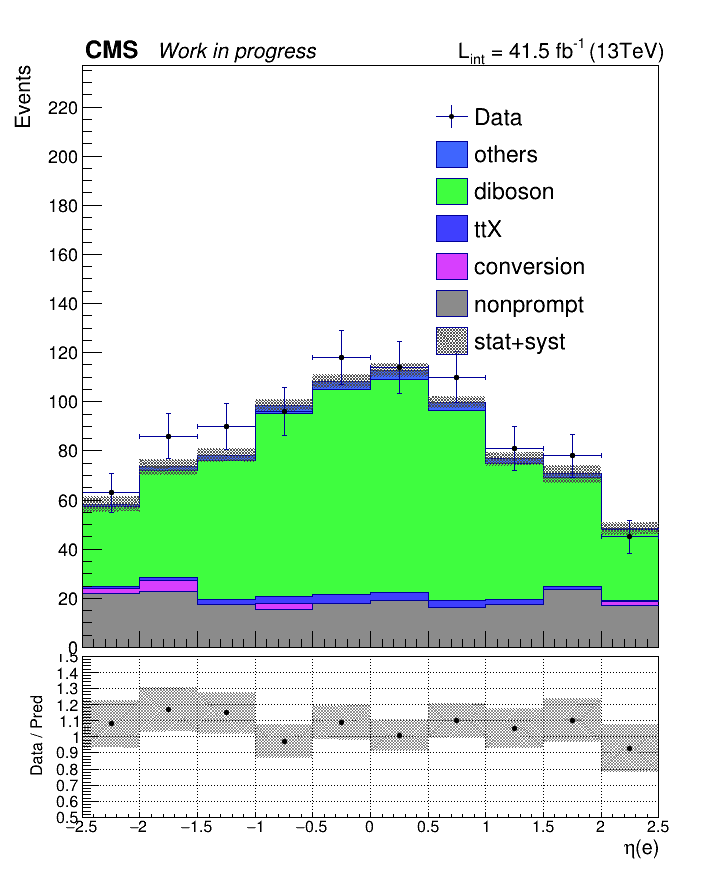 CMS Work in progress L_int = 41.5 fb^-1 (13TeV)
Events
220
200
180
160
140
120
100
80
60
40
20
0
Data
others
diboson
ttX
conversion
nonprompt
stat+syst
Data / Pred
1.5
1.4
1.3
1.2
1.1
1
0.9
0.8
0.7
0.6
0.5
−2.5 −2 −1.5 −1 −0.5 0 0.5 1 1.5 2 2.5
η(e)